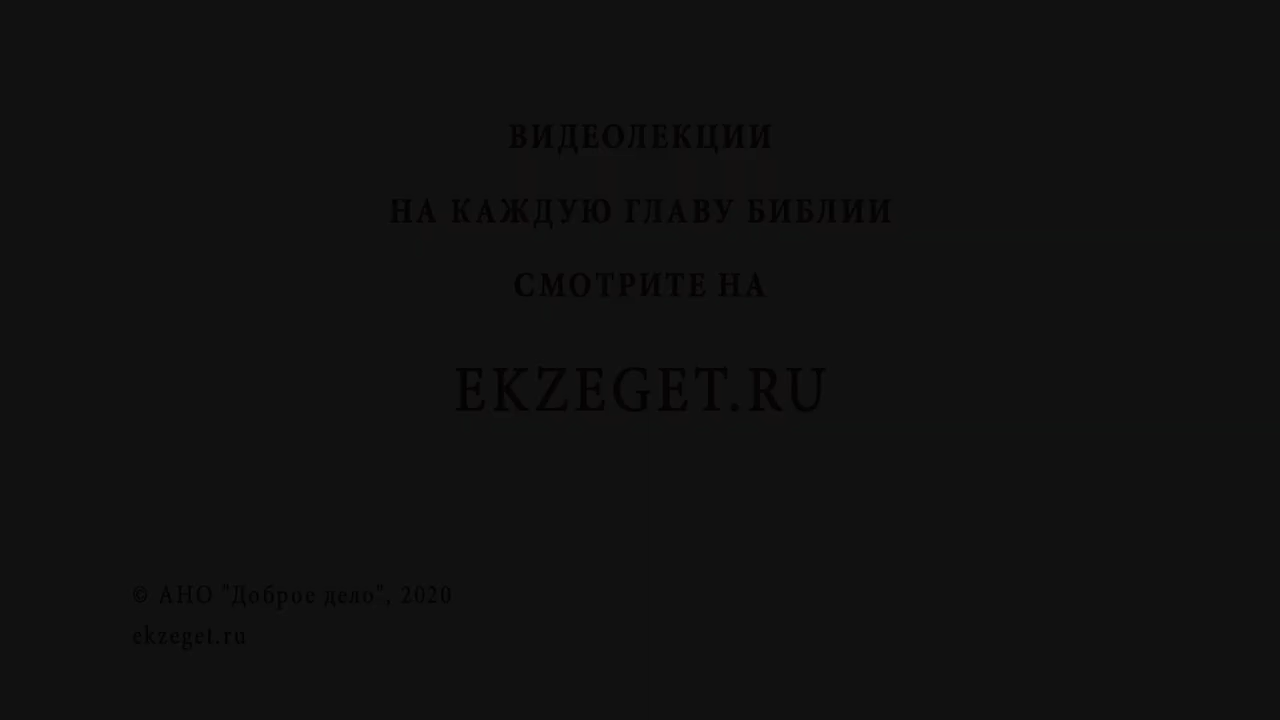 ВИДЕОЛЕКЦИИ
НА КАЖДУЮ ГЛАВУ БИБЛИИ
СМОТРИТЕ НА
EKZEGET.RU
© АНО "Доброе дело", 2020
ekzeget.ru